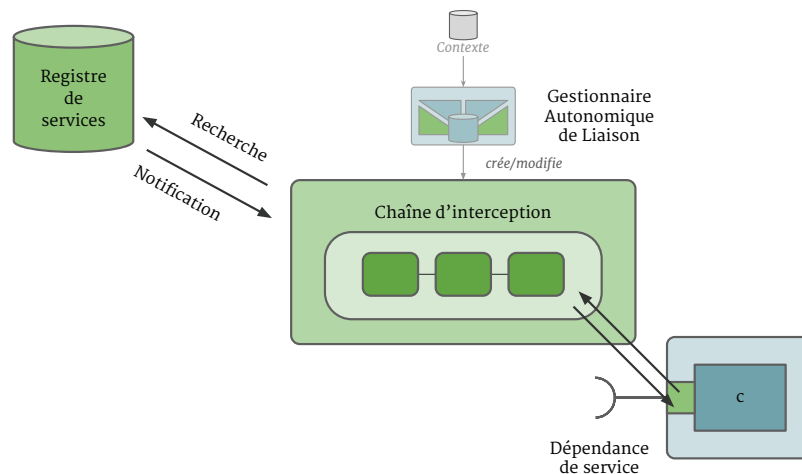 Contexte
Registre
de
services
Gestionnaire
Autonomique
de Liaison
Recherche
crée/modifie
Notification
Chaîne d'interception
C
Dépendance
de service